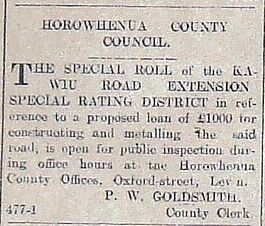 HOROWHENUA COUNTY
COUNCIL.
THE SPECIAL ROLL of the KA-
WIU ROAD EXTENSION
SPECIAL RATING DISTRICT in ref-
erence to a proposed loan of £1000 for
constructing and metalling the said
road, is open for public inspection dur-
ing office hours at tne Horowhenua
County Offices, Oxford-street, Lev n.
P. W. GOLDSMITH,
477-1 County Clerk